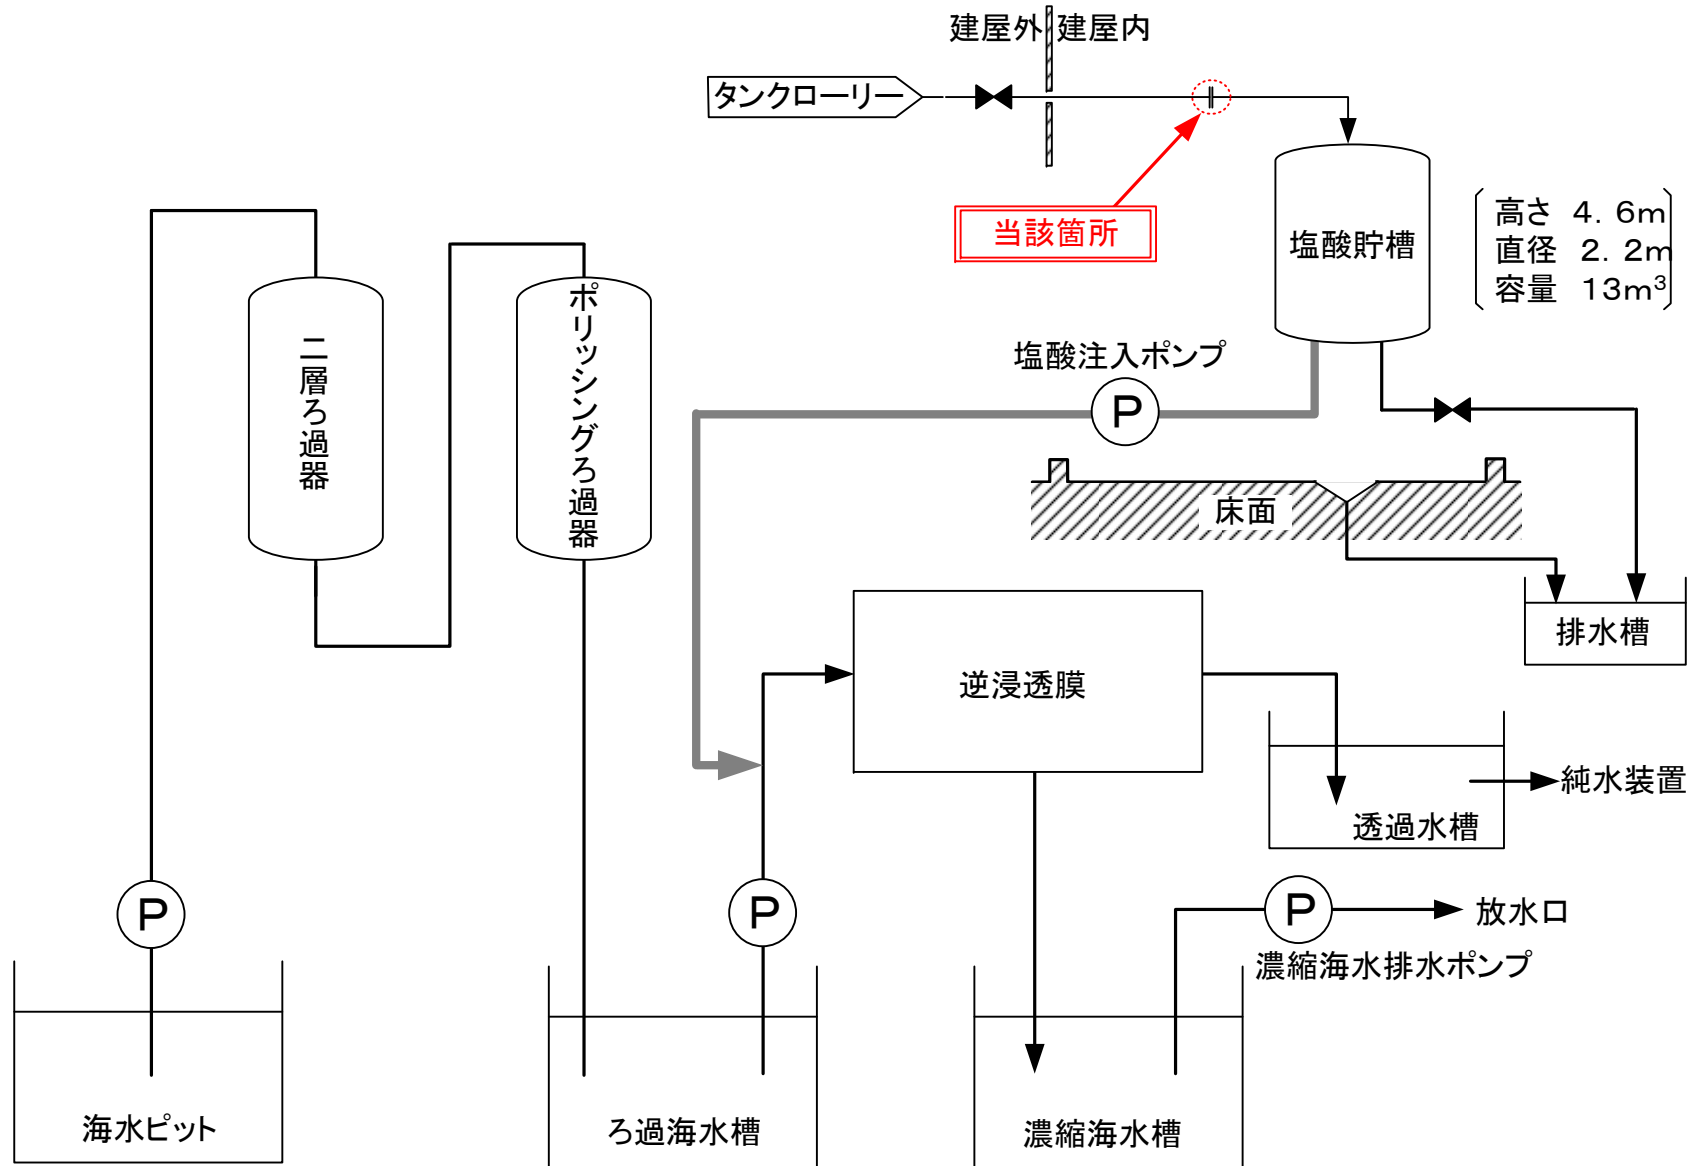 建屋外 建屋内
タンクローリー
当該箇所
塩酸貯槽
高さ 4.6m
直径 2.2m
容量 13m³
二層ろ過器
ポリッシングろ過器
塩酸注入ポンプ
P
床面
排水槽
逆浸透膜
純水装置
透過水槽
P
P
P
放水口
濃縮海水排水ポンプ
海水ピット
ろ過海水槽
濃縮海水槽